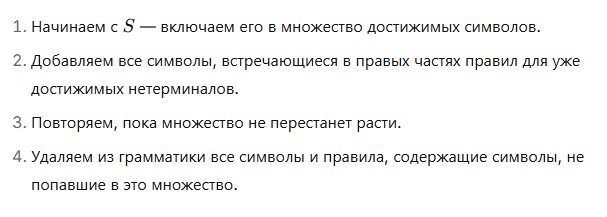 1. Начинаем с S — включаем его в множество достижимых символов.
2. Добавляем все символы, встречающиеся в правых частях правил для уже
достижимых нетерминалов.
3. Повторяем, пока множество не перестанет расти.
4. Удаляем из грамматики все символы и правила, содержащие символы, не
попавшие в это множество.